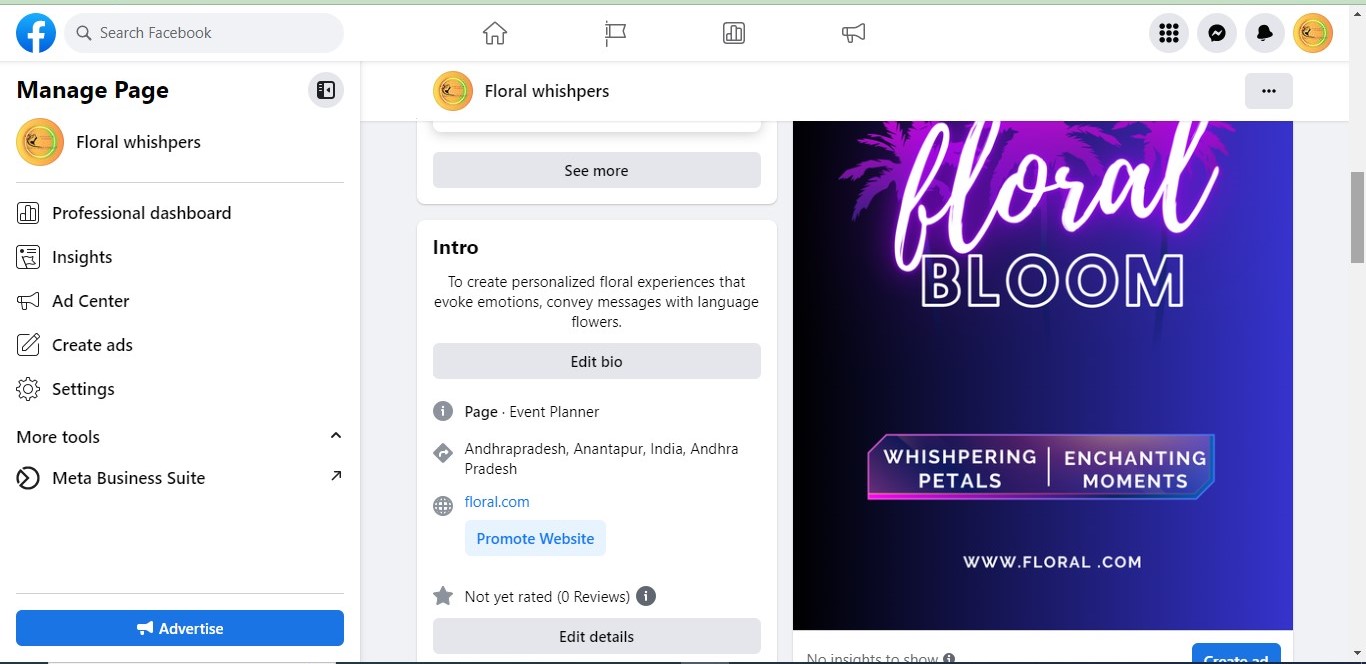 Search Facebook
Manage Page
Floral whishpers
Professional dashboard
Insights
Ad Center
Create ads
Settings
More tools
Meta Business Suite
Advertise
Floral whishpers
See more
Intro
To create personalized floral experiences that
evoke emotions, convey messages with language
flowers.
Edit bio
Page · Event Planner
Andhrapradesh, Anantapur, India, Andhra
Pradesh
floral.com
Promote Website
Not yet rated (0 Reviews)
Edit details
floral
BLOOM
WHISHPERING
PETALS
ENCHANTING
MOMENTS
WWW.FLORAL .COM
No insights to show
Create ad